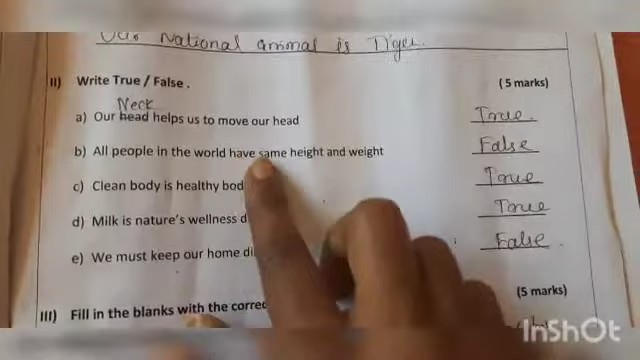 Our National animal is Tiger.
II) Write True / False . ( 5 marks)
Neck
a) Our head helps us to move our head True.
b) All people in the world have same height and weight False
c) Clean body is healthy bod True
d) Milk is nature's wellness d True
e) We must keep our home di False .
(5 marks)
III) Fill in the blanks with the correc
InShOt